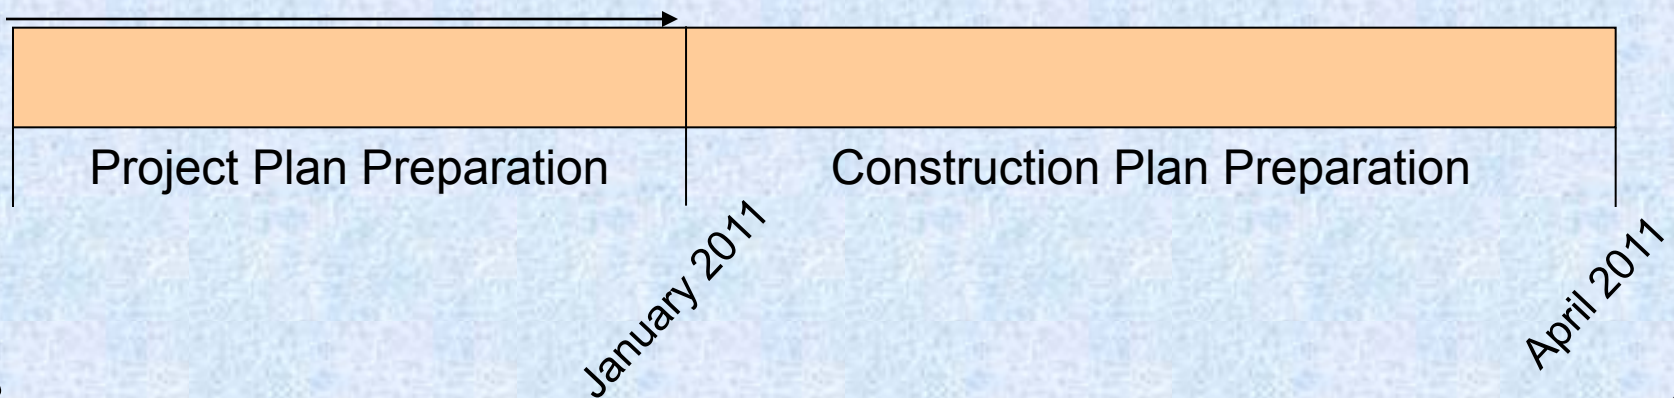 Project Plan Preparation
Construction Plan Preparation
January 2011
April 2011